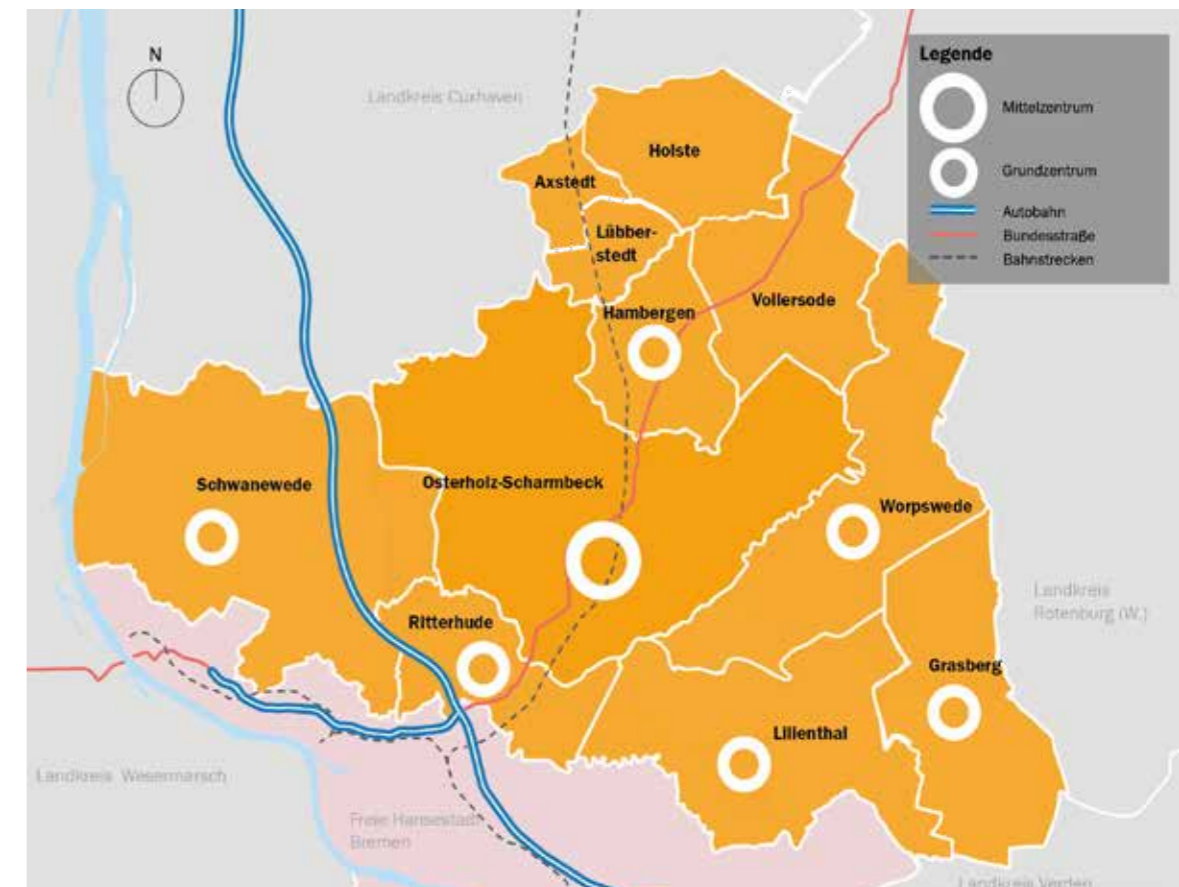 N
Landkreis Cuxhaven
Legende
Mittelzentrum
Grundzentrum
Autobahn
Bundesstraße
Bahnstrecken
Holste
Axstedt
Lübber-
stedt
Vollersode
Hambergen
Schwanewede
Osterholz-Scharmbeck
Worpswede
Landkreis
Rotenburg (W.)
Ritterhude
Grasberg
Lilienthal
Landkreis Wesermarsch
Freie Hansestadt
Bremen
Landkreis Verden